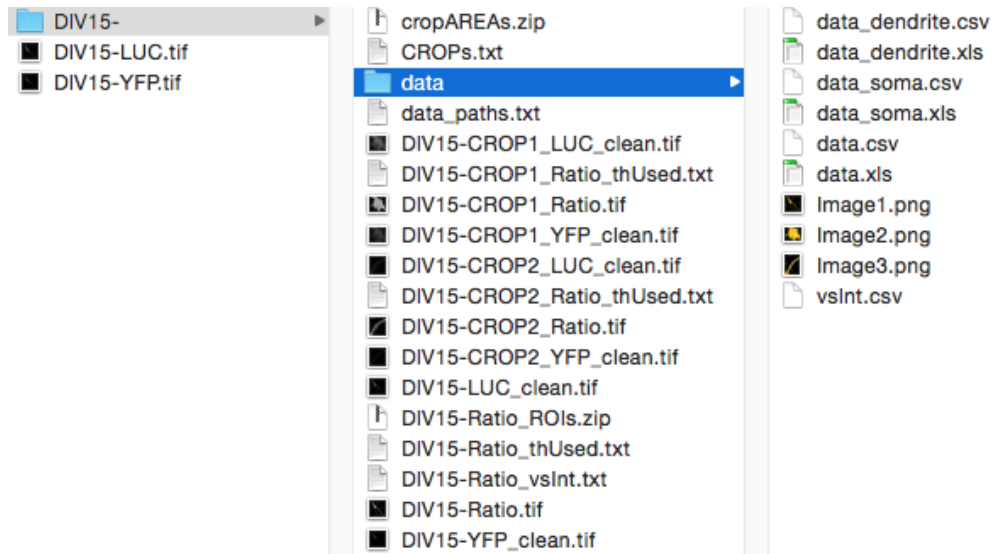 DIV15-
DIV15-LUC.tif
DIV15-YFP.tif
cropAREAs.zip
CROPs.txt
data
data_paths.txt
DIV15-CROP1_LUC_clean.tif
DIV15-CROP1_Ratio_thUsed.txt
DIV15-CROP1_Ratio.tif
DIV15-CROP1_YFP_clean.tif
DIV15-CROP2_LUC_clean.tif
DIV15-CROP2_Ratio_thUsed.txt
DIV15-CROP2_Ratio.tif
DIV15-CROP2_YFP_clean.tif
DIV15-LUC_clean.tif
DIV15-Ratio_ROIs.zip
DIV15-Ratio_thUsed.txt
DIV15-Ratio_vsInt.txt
DIV15-Ratio.tif
DIV15-YFP_clean.tif
data_dendrite.csv
data_dendrite.xls
data_soma.csv
data_soma.xls
data.csv
data.xls
Image1.png
Image2.png
Image3.png
vsInt.csv